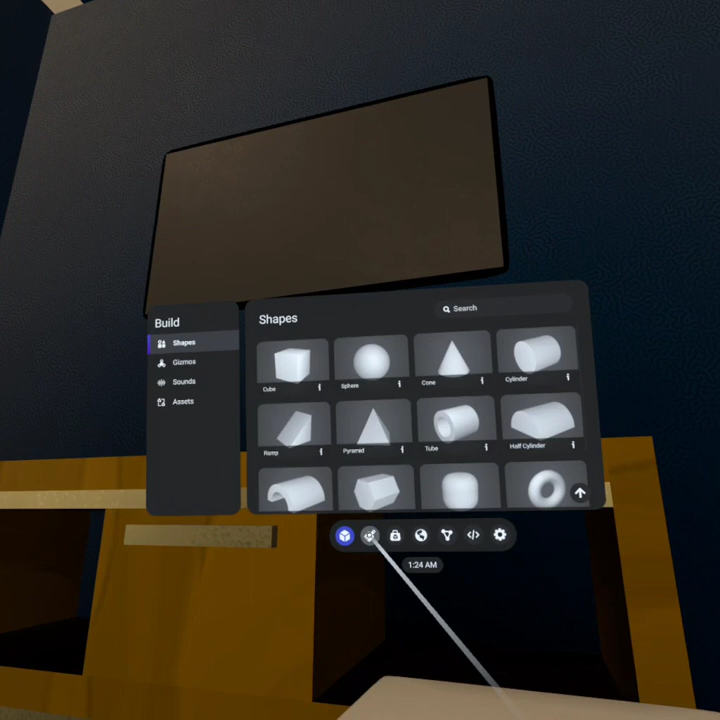 Build
Shapes
Gizmos
Sounds
Assets
Shapes
Search
Cube
Sphere
Cone
Cylinder
Ramp
Pyramid
Tube
Half Cylinder
1:24 AM